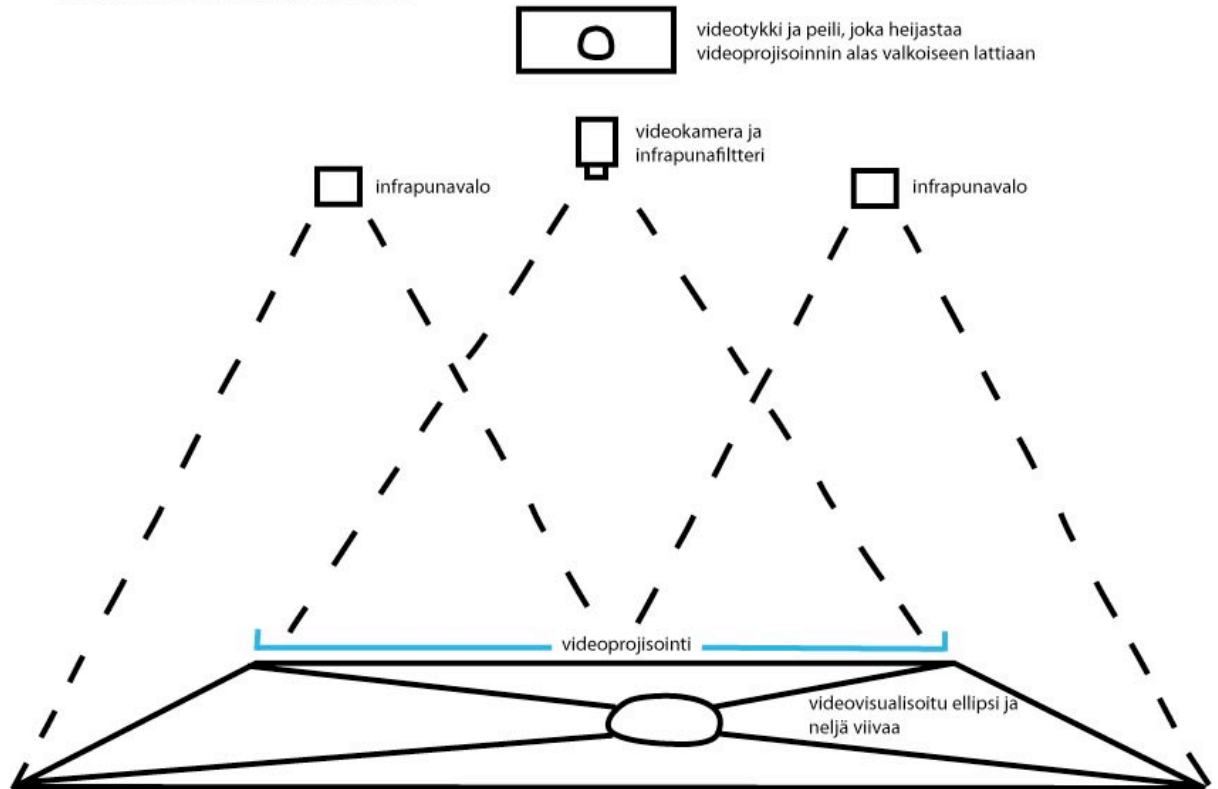 videotykki ja peili, joka heijastaa
videoprojisoinnin alas valkoiseen lattiaan
videokamera ja
infrapunafiltteri
infrapunavalo
infrapunavalo
videoprojisointi
videovisualisoitu ellipsi ja
neljä viivaa